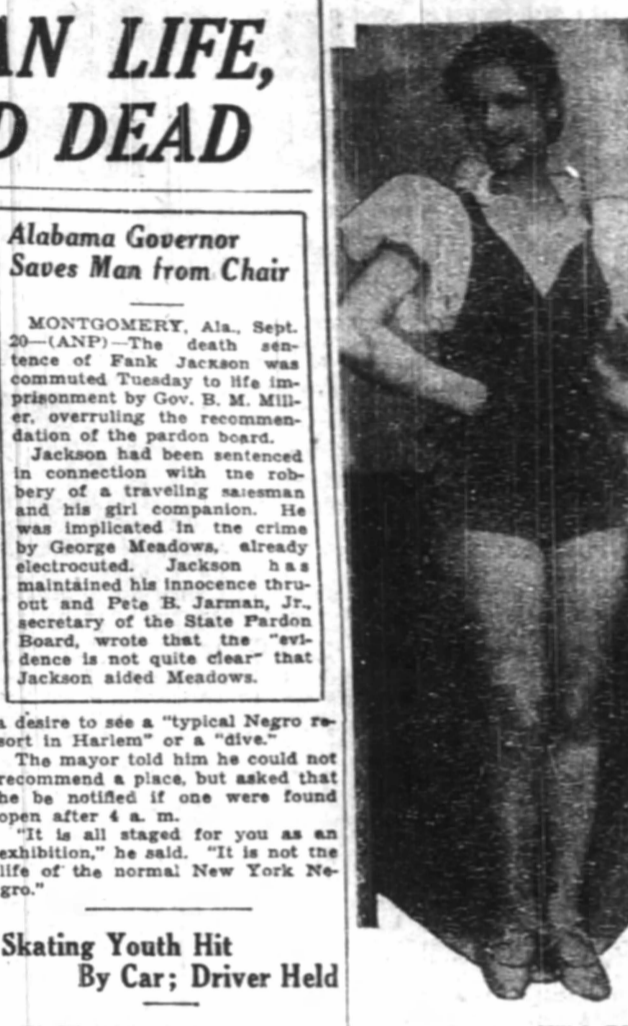 AN LIFE,
D DEAD
Alabama Governor
Saves Man from Chair
MONTGOMERY, Ala., Sept.
20—(ANP)—The death sen-
tence of Fank Jackson was
commuted Tuesday to life im-
prisonment by Gov. B. M. Mill-
er, overruling the recommen-
dation of the pardon board.
Jackson had been sentenced
in connection with the rob-
bery of a traveling salesman
and his girl companion. He
was implicated in the crime
by George Meadows, already
electrocuted. Jackson has
maintained his innocence thru-
out and Pete B. Jarman, Jr.,
secretary of the State Pardon
Board, wrote that the "evi-
dence is not quite clear" that
Jackson aided Meadows.
a desire to see a "typical Negro re-
sort in Harlem" or a "dive."
The mayor told him he could not
recommend a place, but asked that
he be notified if one were found
open after 4 a. m.
"It is all staged for you as an
exhibition," he said. "It is not the
life of the normal New York Ne-
gro."
Skating Youth Hit
By Car; Driver Held